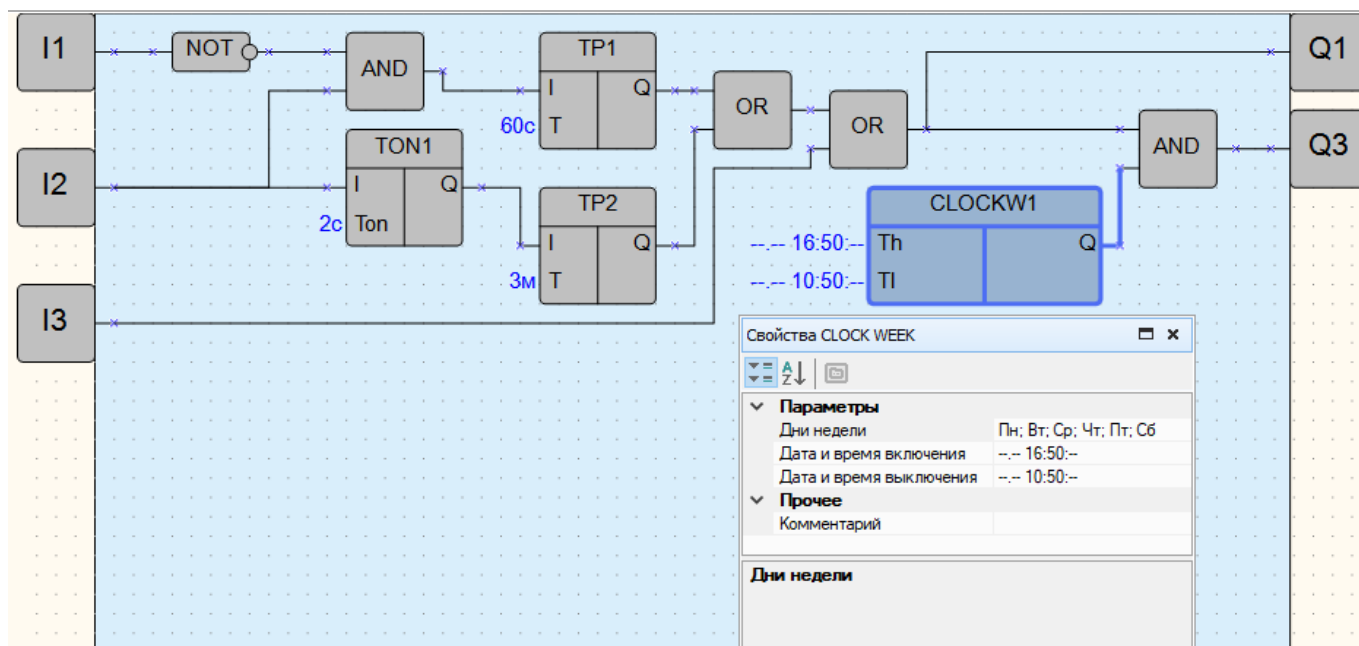 I1
NOT
AND
TP1
I
Q
60с
T
OR
OR
Q1
I2
TON1
I
Q
2с
Ton
TP2
I
Q
3м
T
AND
Q3
CLOCKW1
--.-- 16:50:--
Th
Q
--.-- 10:50:--
Tl
I3
Свойства CLOCK WEEK
Параметры
Дни недели Пн; Вт; Ср; Чт; Пт; Сб
Дата и время включения --.-- 16:50:--
Дата и время выключения --.-- 10:50:--
Прочее
Комментарий
Дни недели